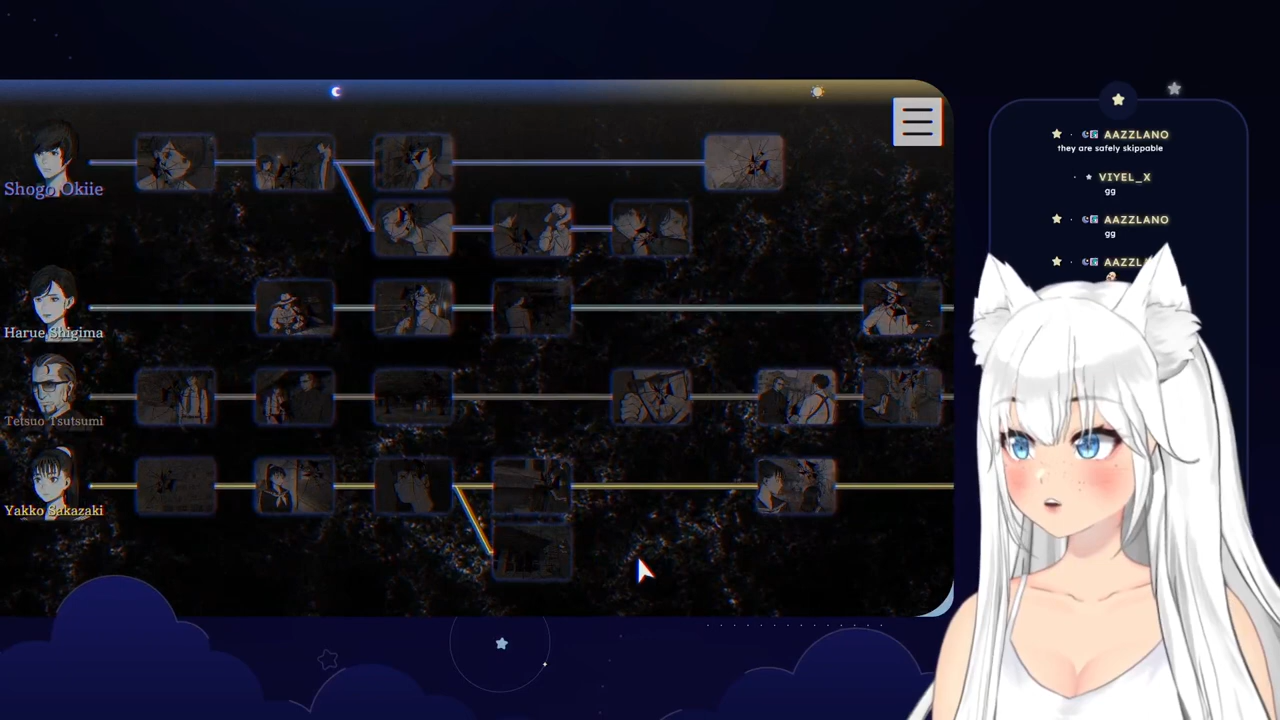 Shogo Okiie
Harue Shigima
Tetsuo Tsutsumi
Yakko Sakazaki
AAZZLANO
they are safely skippable
VIYEL_X
gg
AAZZLANO
gg